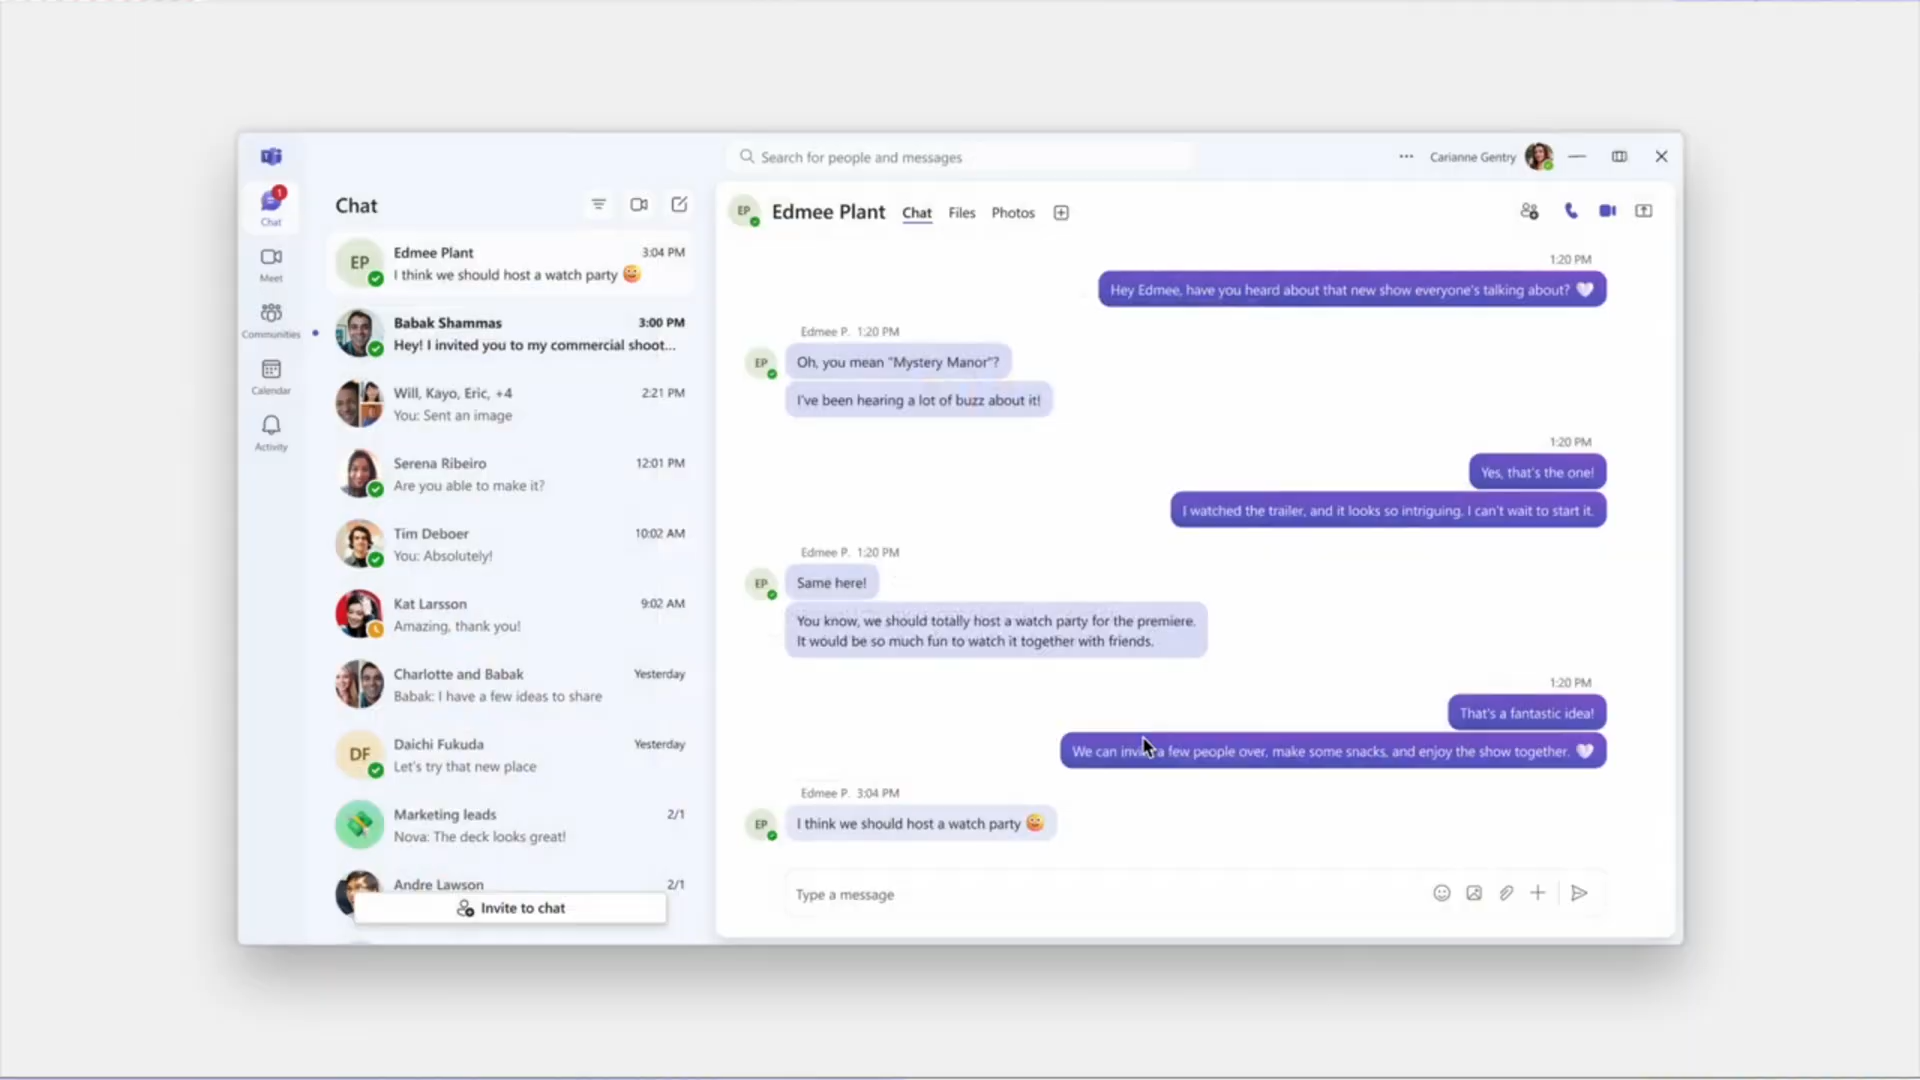 Search for people and messages
Carianne Gentry
1
Chat
Meet
Communities
Calendar
Activity
Chat
EP
Edmee Plant
3:04 PM
I think we should host a watch party
Babak Shammas
3:00 PM
Hey! I invited you to my commercial shoot...
Will, Kayo, Eric, +4
2:21 PM
You: Sent an image
Serena Ribeiro
12:01 PM
Are you able to make it?
Tim Deboer
10:02 AM
You: Absolutely!
Kat Larsson
9:02 AM
Amazing, thank you!
Charlotte and Babak
Yesterday
Babak: I have a few ideas to share
DF
Daichi Fukuda
Yesterday
Let's try that new place
Marketing leads
2/1
Nova: The deck looks great!
Andre Lawson
2/1
Invite to chat
EP
Edmee Plant
Chat
Files
Photos
1:20 PM
Hey Edmee, have you heard about that new show everyone's talking about?
Edmee P. 1:20 PM
EP
Oh, you mean "Mystery Manor"?
I've been hearing a lot of buzz about it!
1:20 PM
Yes, that's the one!
I watched the trailer, and it looks so intriguing. I can't wait to start it.
Edmee P. 1:20 PM
EP
Same here!
You know, we should totally host a watch party for the premiere.
It would be so much fun to watch it together with friends.
1:20 PM
That's a fantastic idea!
We can invite a few people over, make some snacks, and enjoy the show together.
Edmee P. 3:04 PM
EP
I think we should host a watch party
Type a message